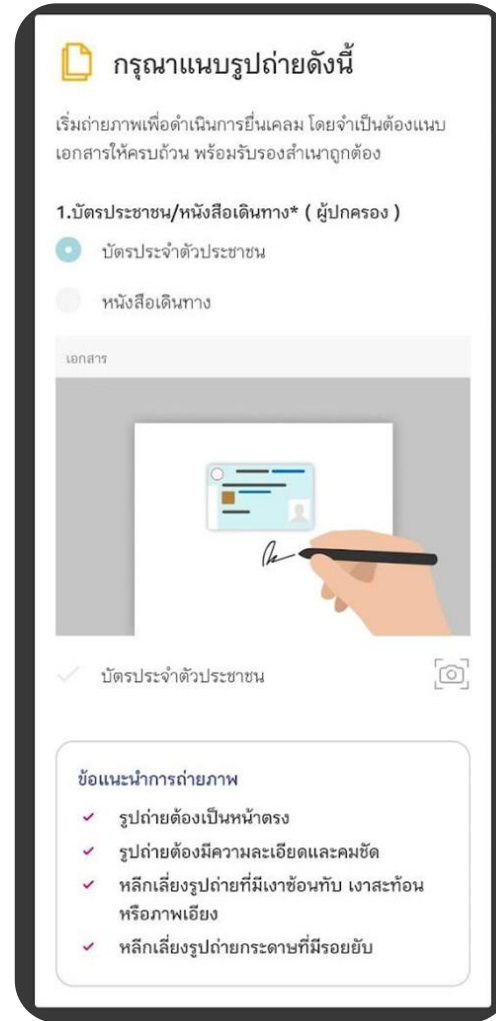 กรุณาแนบรูปถ่ายดังนี้
เริ่มถ่ายภาพเพื่อดำเนินการยื่นเคลม โดยจำเป็นต้องแนบ
เอกสารให้ครบถ้วน พร้อมรับรองสำเนาถูกต้อง
1.บัตรประชาชน/หนังสือเดินทาง* ( ผู้ปกครอง )
บัตรประจำตัวประชาชน
หนังสือเดินทาง
เอกสาร
บัตรประจำตัวประชาชน
ข้อแนะนำการถ่ายภาพ
รูปถ่ายต้องเป็นหน้าตรง
รูปถ่ายต้องมีความละเอียดและคมชัด
หลีกเลี่ยงรูปถ่ายที่มีเงาซ้อนทับ เงาสะท้อน
หรือภาพเอียง
หลีกเลี่ยงรูปถ่ายกระดาษที่มีรอยยับ